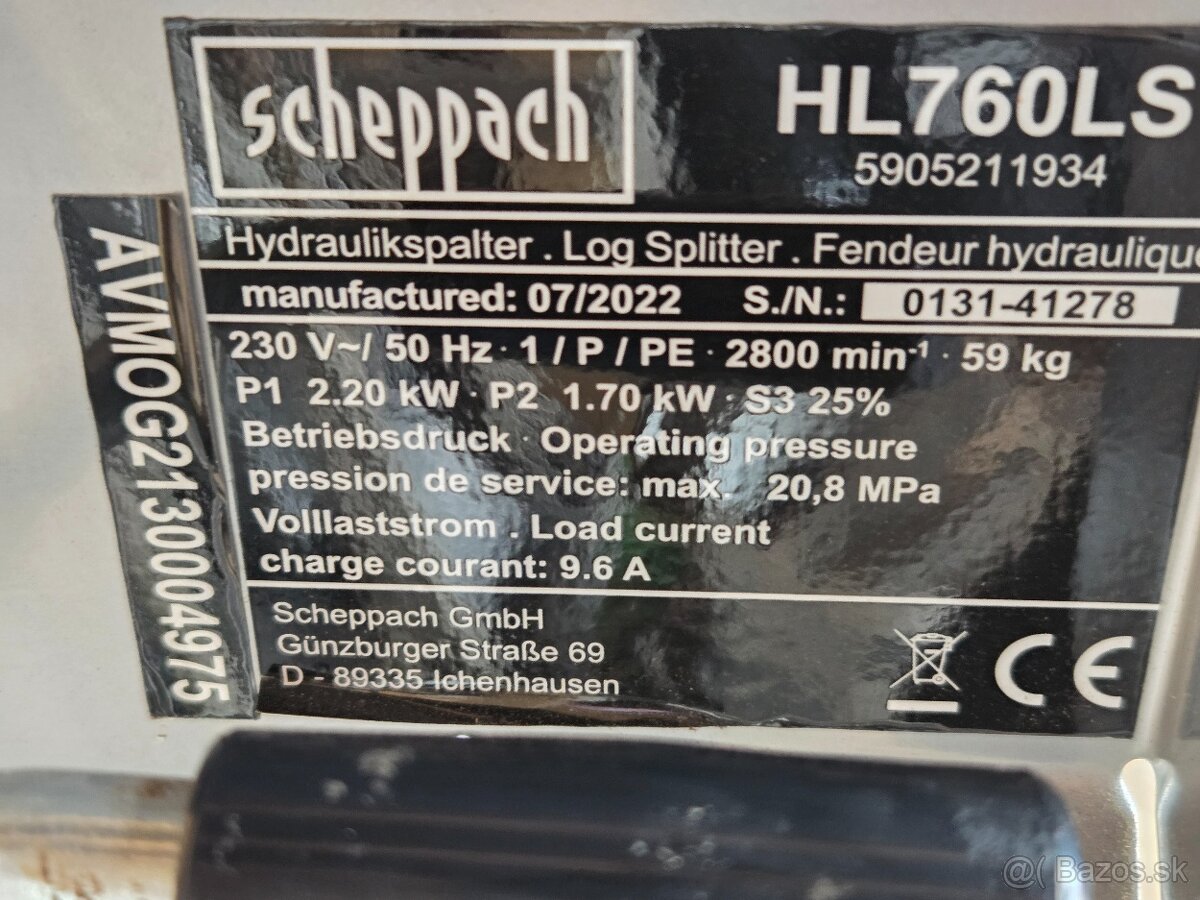 scheppach
HL760LS
5905211934
Hydraulikspalter . Log Splitter . Fendeur hydraulique
manufactured: 07/2022 S./N.: 0131-41278
230 V~/ 50 Hz · 1 / P / PE · 2800 min-1 · 59 kg
P1 2.20 kW · P2 1.70 kW · S3 25%
Betriebsdruck · Operating pressure
pression de service: max. 20,8 MPa
Volllaststrom . Load current
charge courant: 9.6 A
Scheppach GmbH
Günzburger Straße 69
D - 89335 Ichenhausen
CE
AVMOG2130004975
@( Bazos.sk